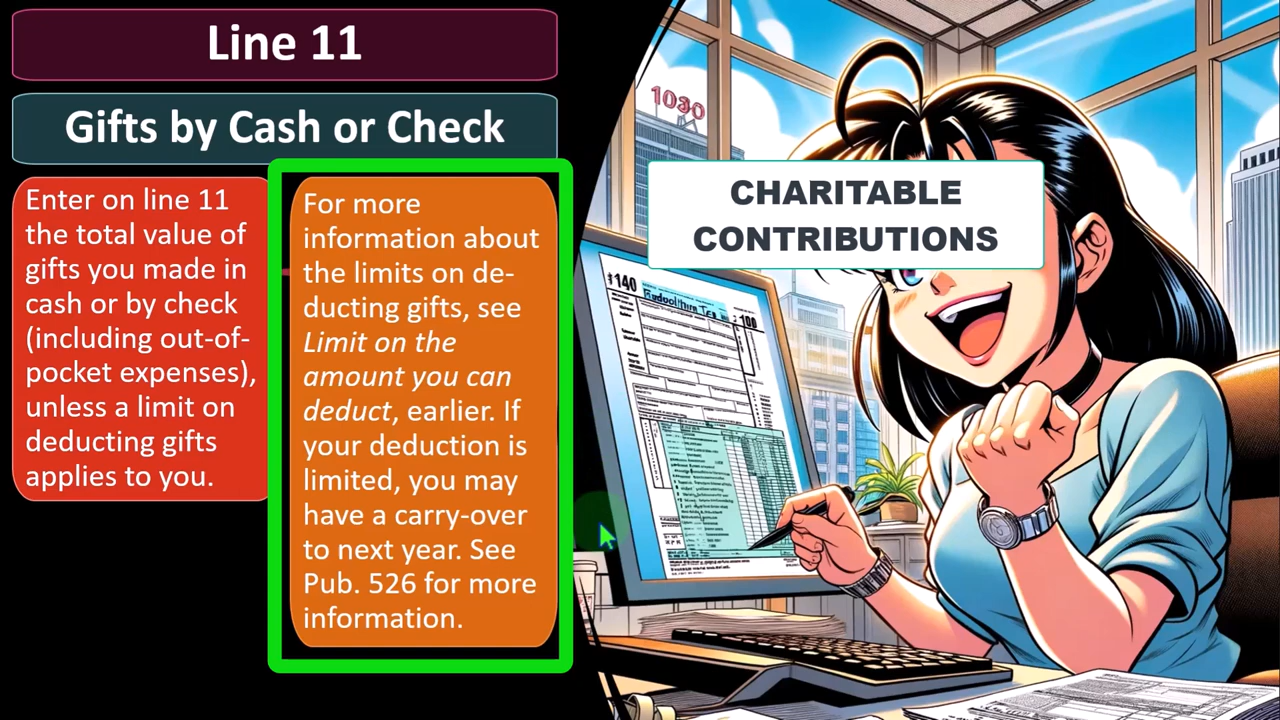 Line 11
Gifts by Cash or Check
Enter on line 11
the total value of
gifts you made in
cash or by check
(including out-of-
pocket expenses),
unless a limit on
deducting gifts
applies to you.
For more
information about
the limits on de-
ducting gifts, see
Limit on the
amount you can
deduct, earlier. If
your deduction is
limited, you may
have a carry-over
to next year. See
Pub. 526 for more
information.
CHARITABLE
CONTRIBUTIONS